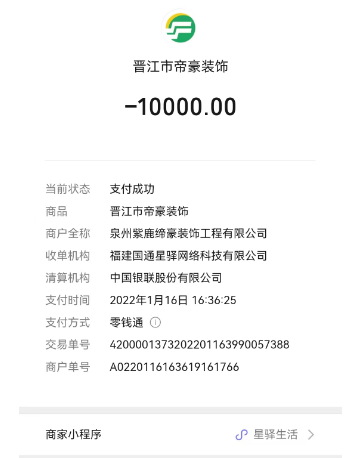 晋江市帝豪装饰
-10000.00
当前状态 支付成功
商品 晋江市帝豪装饰
商户全称 泉州紫鹿缔豪装饰工程有限公司
收单机构 福建国通星驿网络科技有限公司
清算机构 中国银联股份有限公司
支付时间 2022年1月16日 16:36:25
支付方式 零钱通
交易单号 4200001373202201163990057388
商户单号 A0220116163619161766
商家小程序 星驿生活